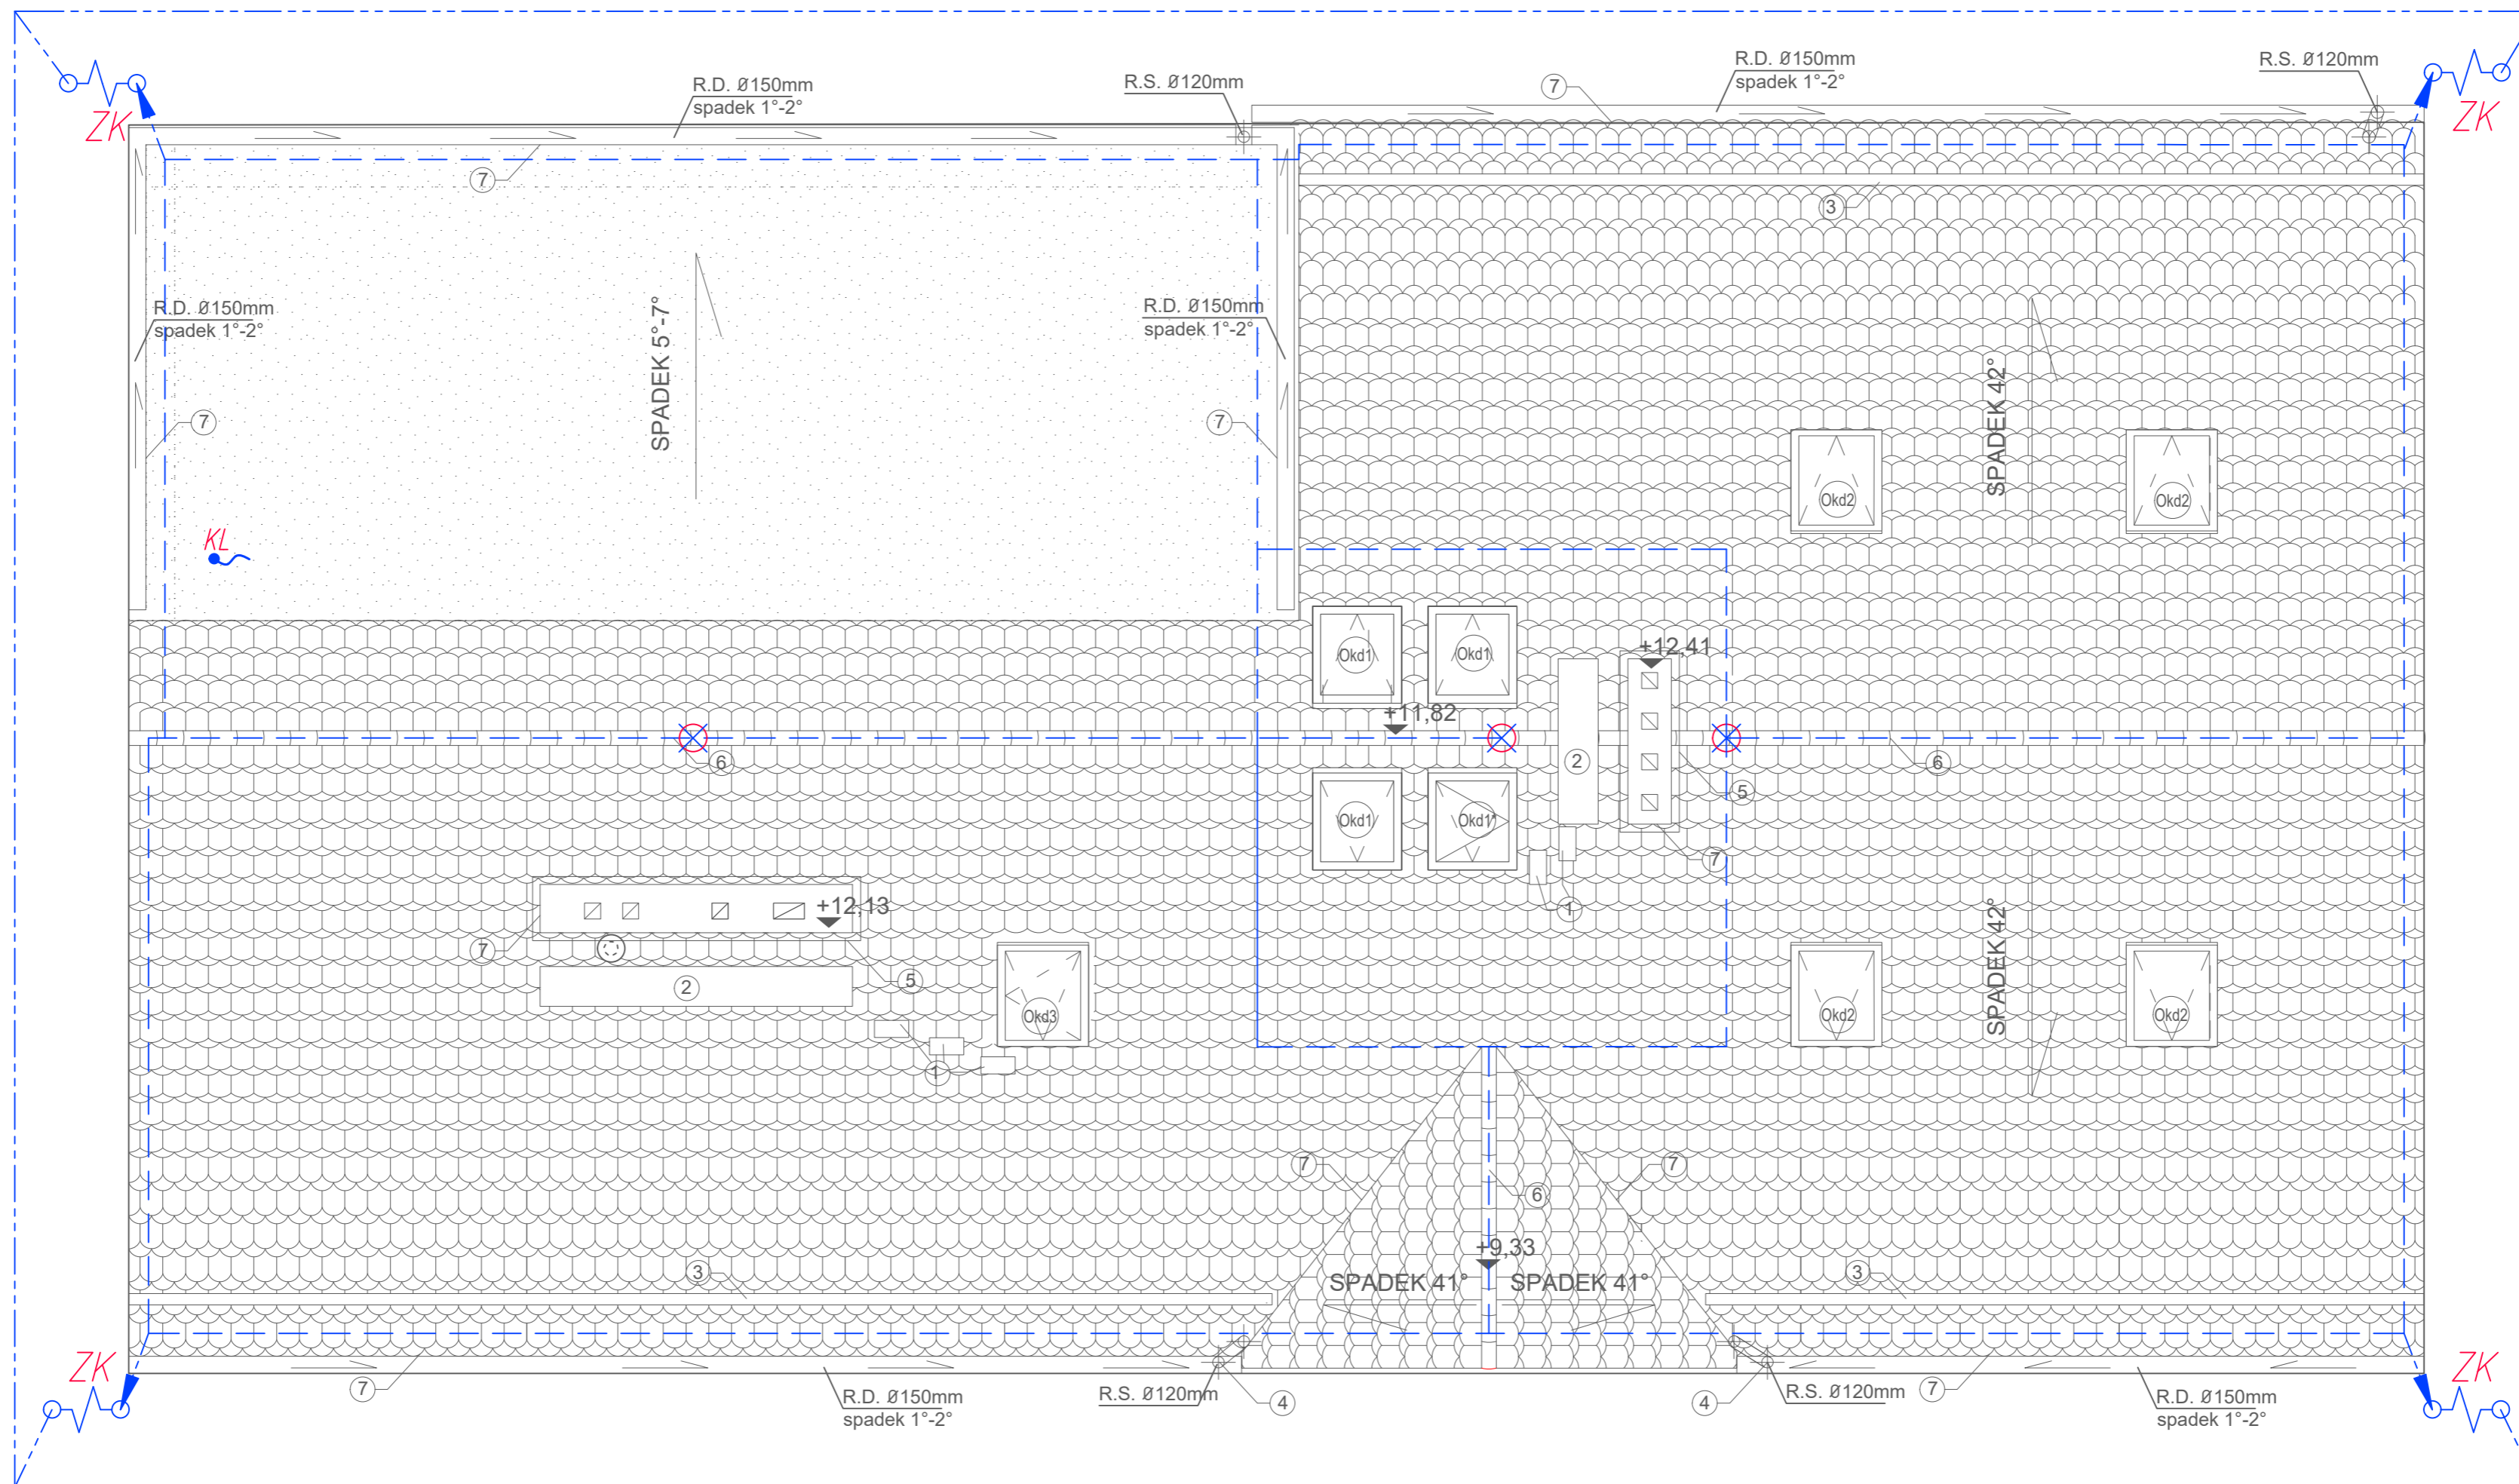 R.D. Ø150mm
spadek 1°-2°
R.S. Ø120mm
7
R.D. Ø150mm
spadek 1°-2°
R.S. Ø120mm
ZK
ZK
7
3
R.D. Ø150mm
spadek 1°-2°
SPADEK 5°-7°
R.D. Ø150mm
spadek 1°-2°
SPADEK 42°
7
7
Okd2
Okd2
KL
Okd1
Okd1
+12,41
+11,82
6
2
6
5
Okd1
Okd1*
7
+12,13
1
7
SPADEK 42°
2
5
Okd3
Okd2
Okd2
1
7
7
6
+9,33
3
SPADEK 41°
SPADEK 41°
3
ZK
ZK
7
R.D. Ø150mm
spadek 1°-2°
R.S. Ø120mm
4
4
R.S. Ø120mm
7
R.D. Ø150mm
spadek 1°-2°